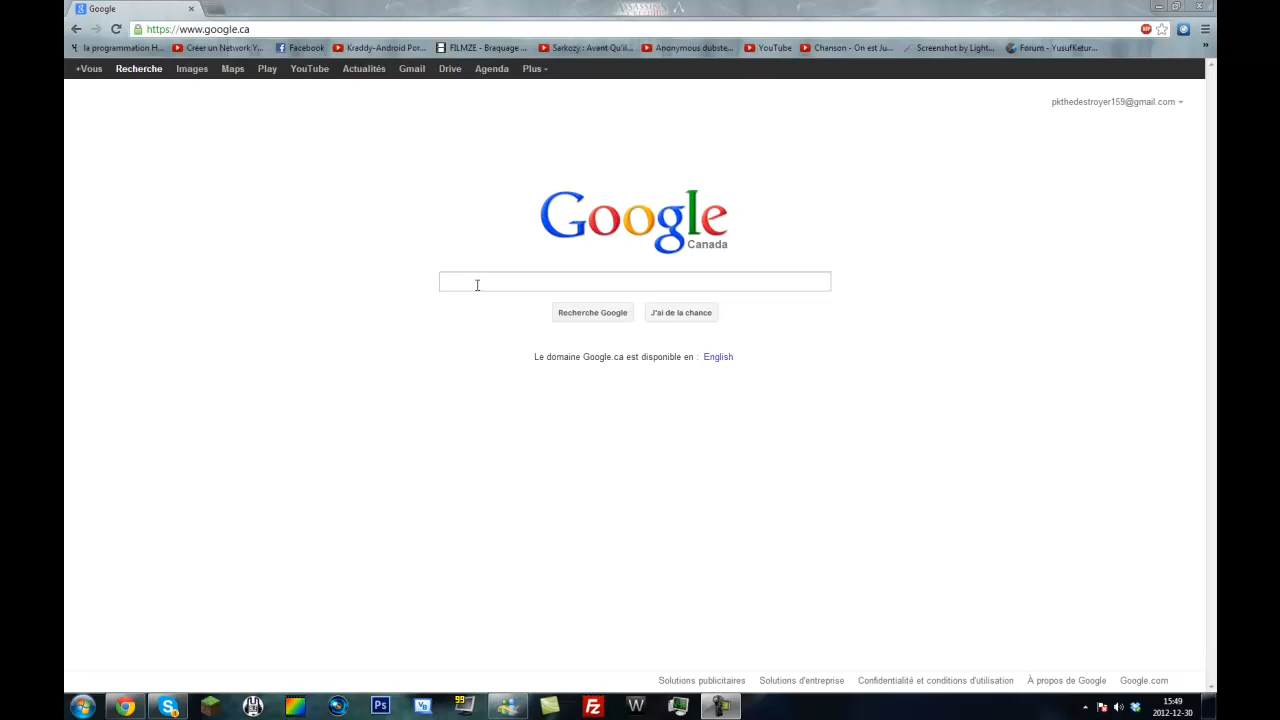 Google
https://www.google.ca
la programmation H...
Créer un Network Y...
Facebook
Kraddy-Android Por...
FILMZE - Braquage ...
Sarkozy : Avant Qu'il...
Anonymous dubste...
YouTube
Chanson - On est Ju...
Screenshot by Light...
Forum - YusufKetur...
»
+Vous Recherche Images Maps Play YouTube Actualités Gmail Drive Agenda Plus
pkthedestroyer159@gmail.com
Google
Canada
Recherche Google
J'ai de la chance
Le domaine Google.ca est disponible en : English
Solutions publicitaires Solutions d'entreprise Confidentialité et conditions d'utilisation À propos de Google Google.com
Ps
99
Fz
W
15:49
2012-12-30